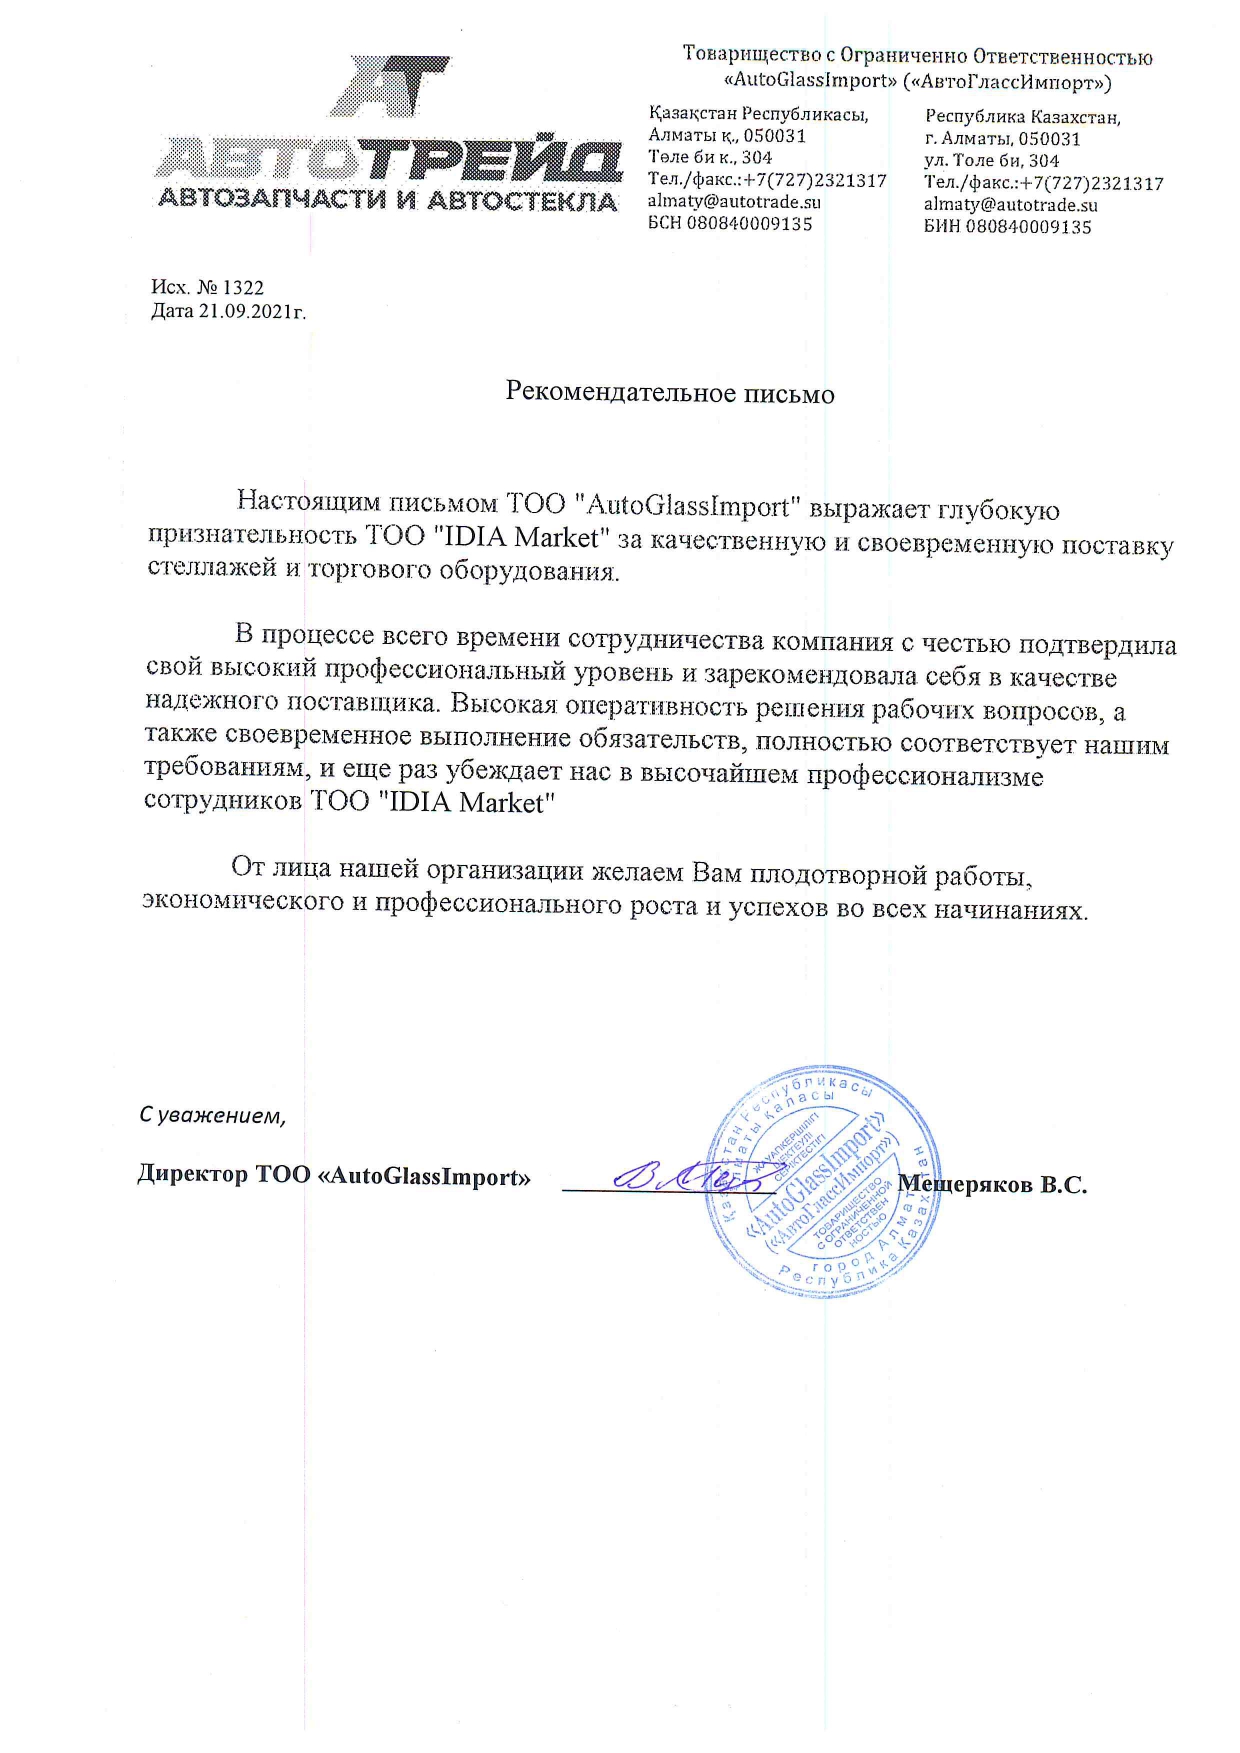 АТ
АВТОТРЕЙД
АВТОЗАПЧАСТИ И АВТОСТЕКЛА
Товарищество с Ограниченно Ответственностью
«AutoGlassImport» («АвтоГлассИмпорт»)
Қазақстан Республикасы,
Алматы қ., 050031
Төле би к., 304
Тел./факс.:+7(727)2321317
almaty@autotrade.su
БСН 080840009135
Республика Казахстан,
г. Алматы, 050031
ул. Толе би, 304
Тел./факс.:+7(727)2321317
almaty@autotrade.su
БИН 080840009135
Исх. № 1322
Дата 21.09.2021г.
Рекомендательное письмо
Настоящим письмом ТОО "AutoGlassImport" выражает глубокую
признательность ТОО "IDIA Market" за качественную и своевременную поставку
стеллажей и торгового оборудования.
В процессе всего времени сотрудничества компания с честью подтвердила
свой высокий профессиональный уровень и зарекомендовала себя в качестве
надежного поставщика. Высокая оперативность решения рабочих вопросов, а
также своевременное выполнение обязательств, полностью соответствует нашим
требованиям, и еще раз убеждает нас в высочайшем профессионализме
сотрудников ТОО "IDIA Market"
От лица нашей организации желаем Вам плодотворной работы,
экономического и профессионального роста и успехов во всех начинаниях.
С уважением,
Директор ТОО «AutoGlassImport»
Мещеряков В.С.
Қазақстан Республикасы
Алматы қаласы
ЖАУАПКЕРШІЛІГІ
ШЕКТЕУЛІ
СЕРІКТЕСТІГІ
«AutoGlassImport»
(«АвтоГлассИмпорт»)
ТОВАРИЩЕСТВО
С ОГРАНИЧЕННОЙ
ОТВЕТСТВЕН
НОСТЬЮ
город Алматы
Республика Казахстан